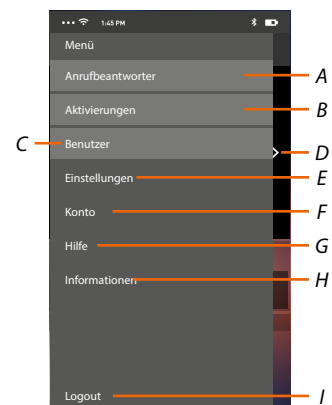 1:45 PM
Menü
Anrufbeantworter A
Aktivierungen B
C Benutzer D
Einstellungen E
Konto F
Hilfe G
Informationen H
Logout I